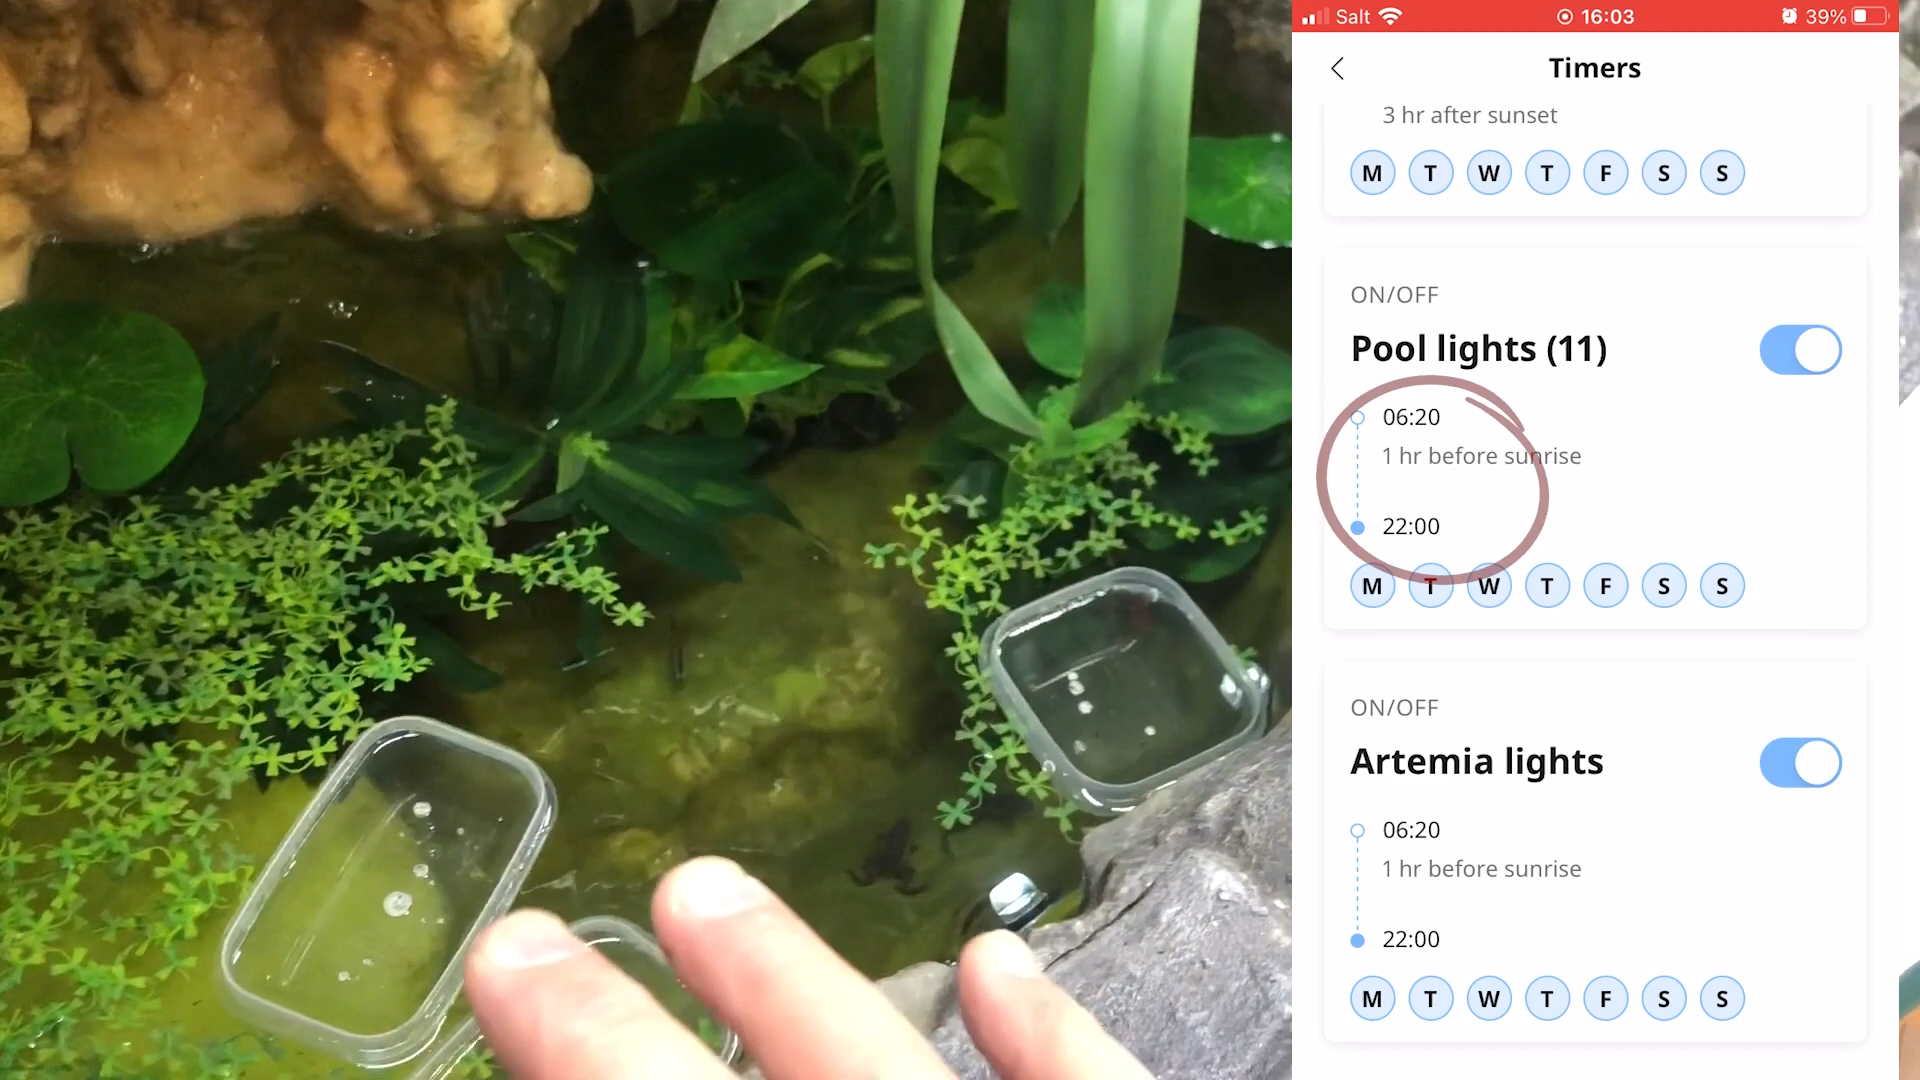 Salt 16:03 39%
Timers
3 hr after sunset
M T W T F S S
ON/OFF
Pool lights (11)
06:20
1 hr before sunrise
22:00
M T W T F S S
ON/OFF
Artemia lights
06:20
1 hr before sunrise
22:00
M T W T F S S